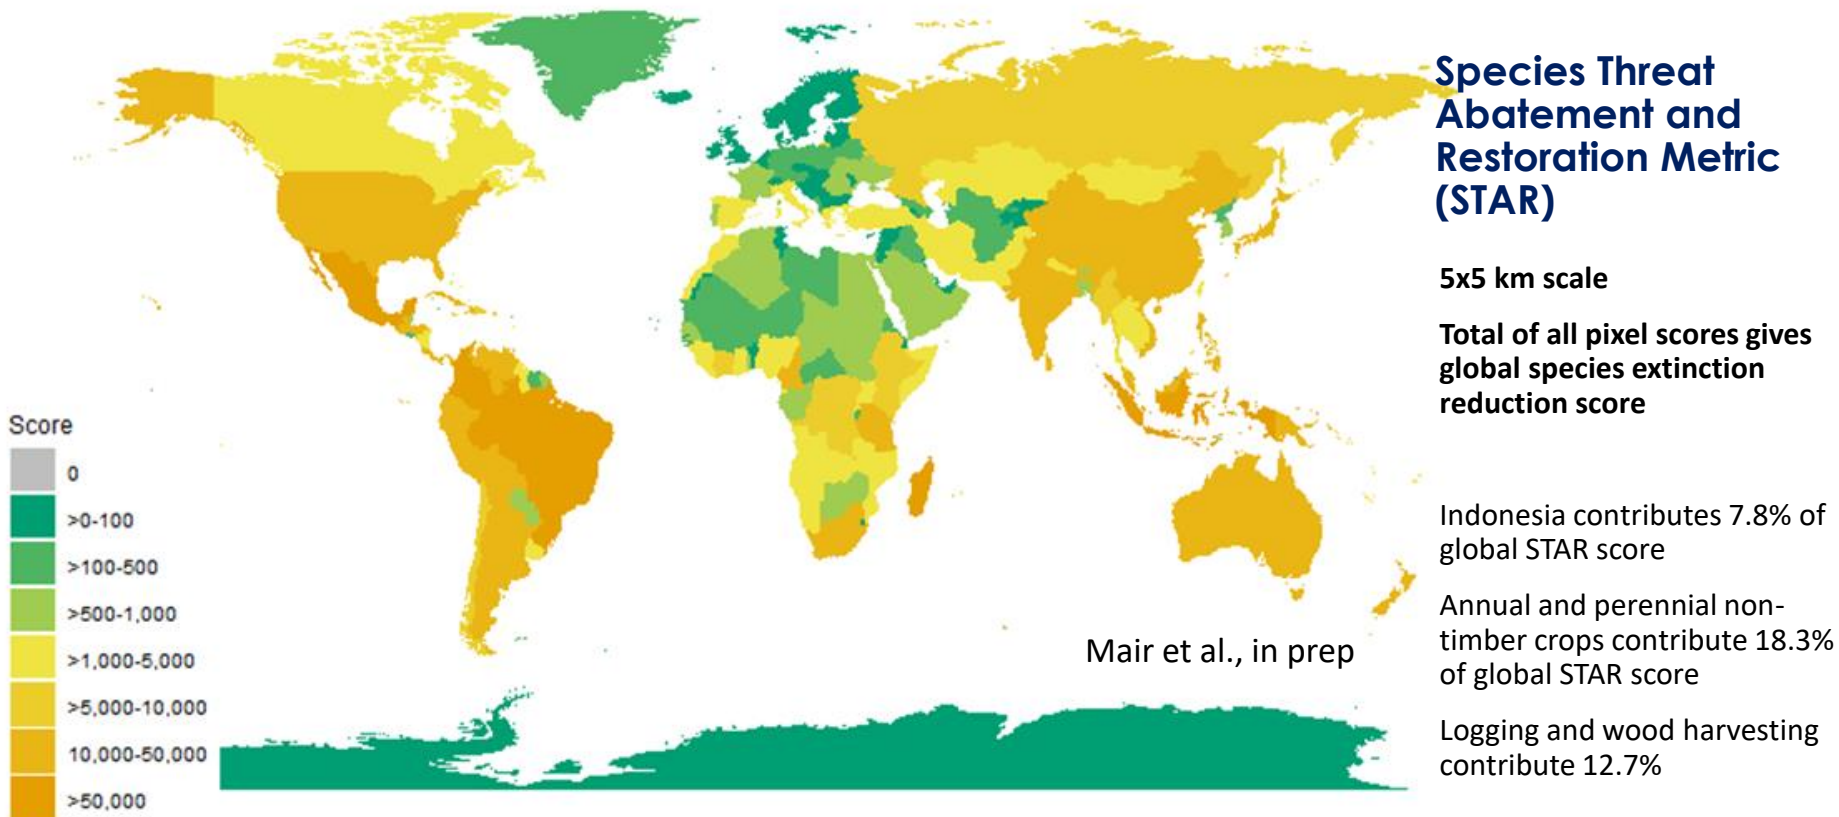 Species Threat
Abatement and
Restoration Metric
(STAR)
5x5 km scale
Total of all pixel scores gives
global species extinction
reduction score
Score
0
>0-100
>100-500
>500-1,000
>1,000-5,000
>5,000-10,000
10,000-50,000
>50,000
Mair et al., in prep
Indonesia contributes 7.8% of
global STAR score
Annual and perennial non-
timber crops contribute 18.3%
of global STAR score
Logging and wood harvesting
contribute 12.7%